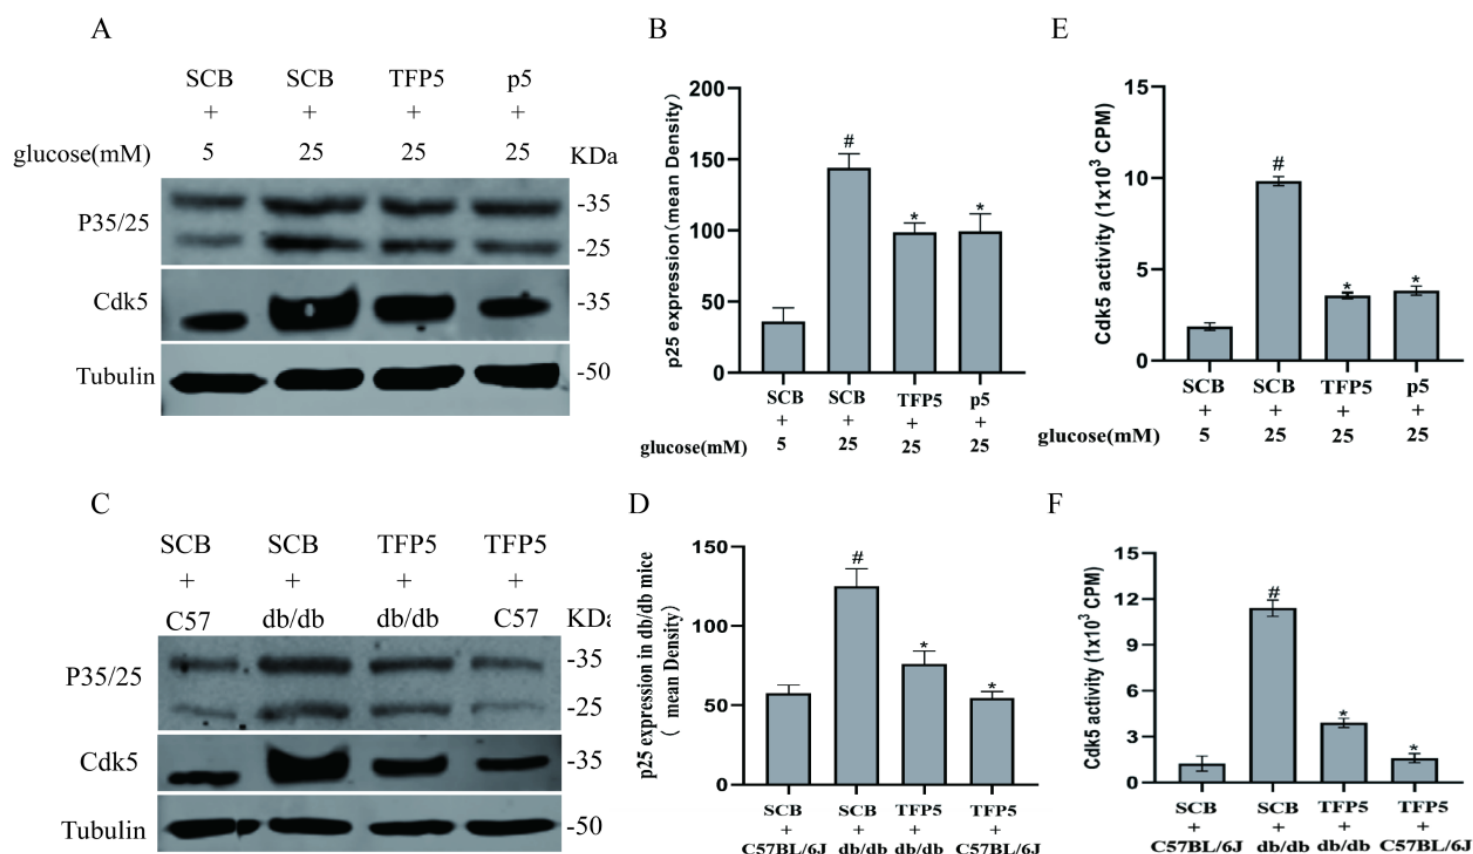 A
SCB SCB TFP5 p5
+ + + +
glucose(mM) 5 25 25 25 KDa
P35/25
-35
-25
Cdk5
-35
Tubulin
-50
B
p25 expression(mean Density)
200
150
100
50
0
#
*
*
SCB SCB TFP5 p5
+ + + +
glucose(mM) 5 25 25 25
E
Cdk5 activity (1x10³ CPM)
15
10
5
0
#
*
*
SCB SCB TFP5 p5
+ + + +
glucose(mM) 5 25 25 25
C
SCB SCB TFP5 TFP5
+ + + +
C57 db/db db/db C57 KDa
P35/25
-35
-25
Cdk5
-35
Tubulin
-50
D
p25 expression in db/db mice
( mean Density)
150
100
50
0
#
*
*
SCB SCB TFP5 TFP5
+ + + +
C57BL/6J db/db db/db C57BL/6J
F
Cdk5 activity (1x10³ CPM)
15
12
9
6
3
0
#
*
*
SCB SCB TFP5 TFP5
+ + + +
C57BL/6J db/db db/db C57BL/6J